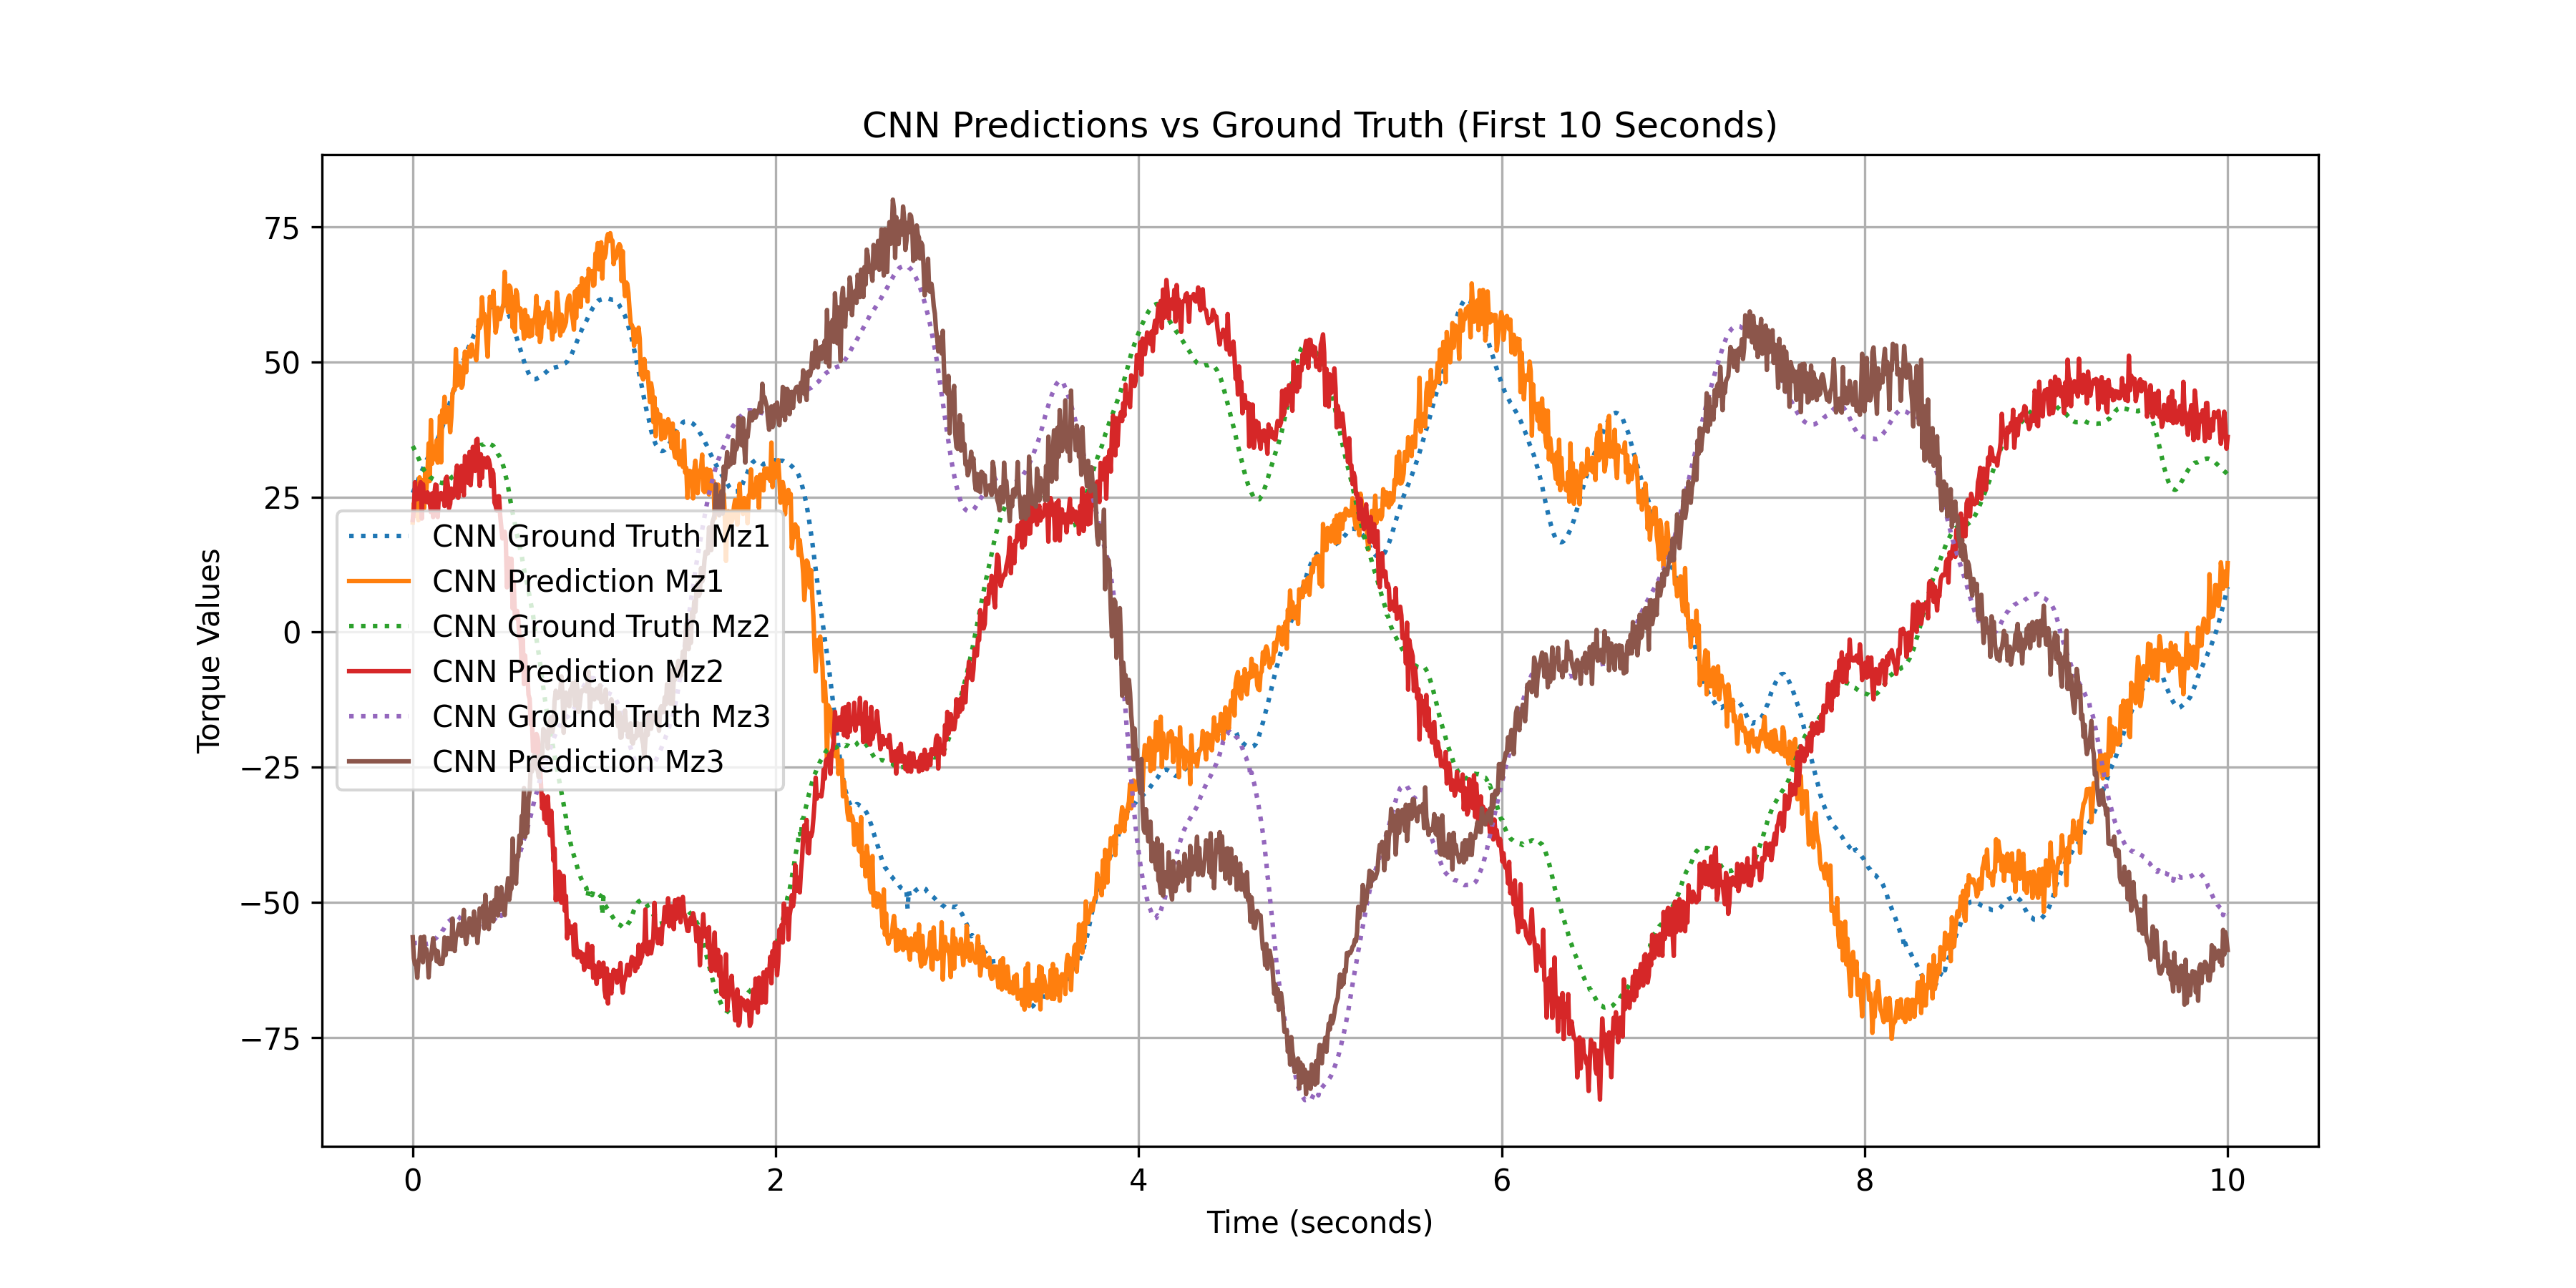 CNN Predictions vs Ground Truth (First 10 Seconds)
75
50
25
0
−25
−50
−75
Torque Values
CNN Ground Truth Mz1
CNN Prediction Mz1
CNN Ground Truth Mz2
CNN Prediction Mz2
CNN Ground Truth Mz3
CNN Prediction Mz3
0 2 4 6 8 10
Time (seconds)